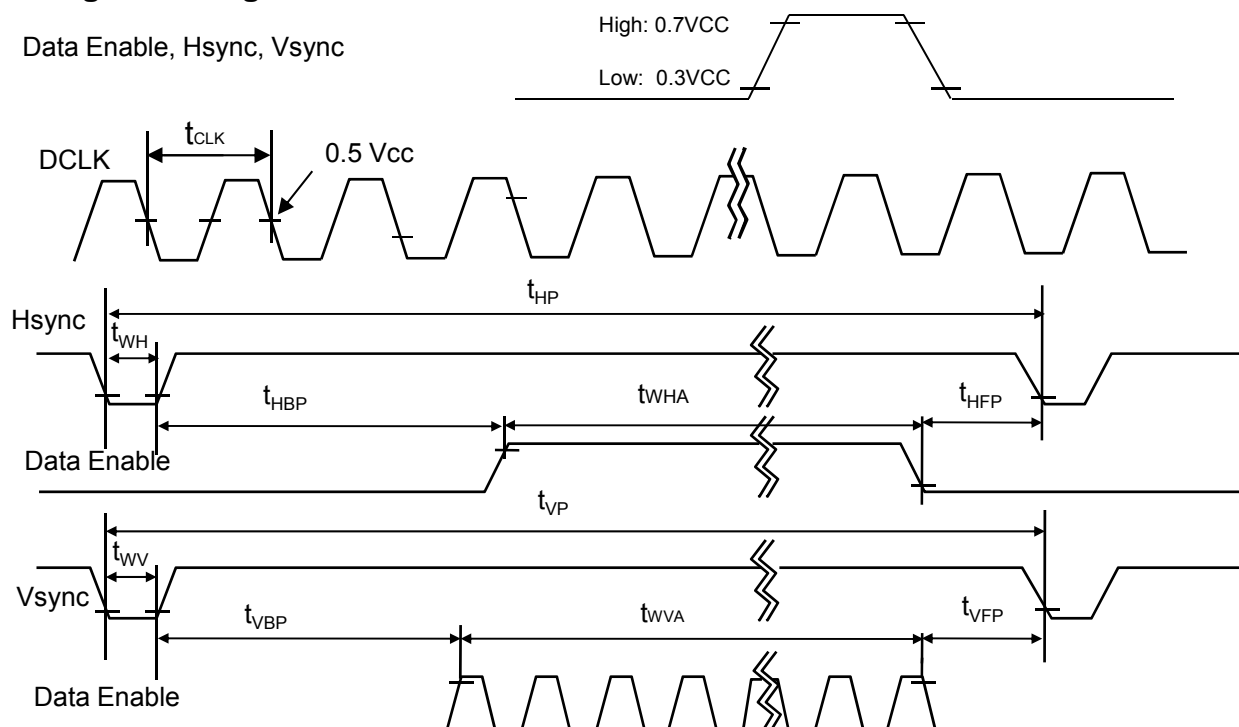 Data Enable, Hsync, Vsync
High: 0.7VCC
Low: 0.3VCC
tCLK
DCLK
0.5 Vcc
tHP
Hsync
tWH
tHBP
tWHA
tHFP
Data Enable
tVP
tWV
Vsync
tVBP
tWVA
tVFP
Data Enable